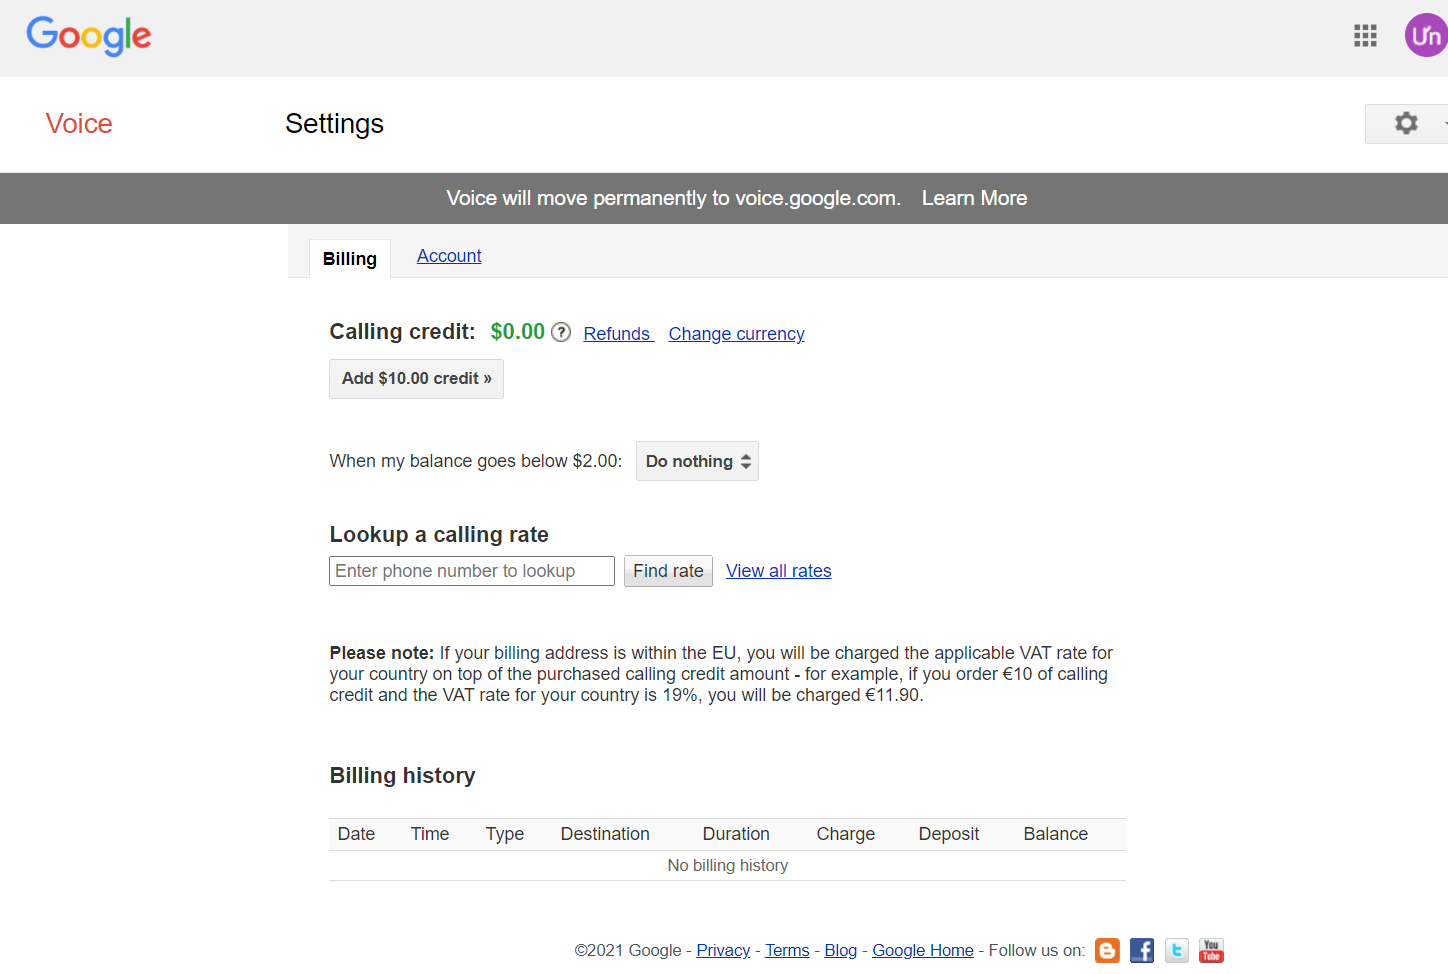 Google
Un
Voice
Settings
Voice will move permanently to voice.google.com. Learn More
Billing Account
Calling credit: $0.00 ? Refunds Change currency
Add $10.00 credit »
When my balance goes below $2.00: Do nothing
Lookup a calling rate
Enter phone number to lookup Find rate View all rates
Please note: If your billing address is within the EU, you will be charged the applicable VAT rate for
your country on top of the purchased calling credit amount - for example, if you order €10 of calling
credit and the VAT rate for your country is 19%, you will be charged €11.90.
Billing history
Date Time Type Destination Duration Charge Deposit Balance
No billing history
©2021 Google - Privacy - Terms - Blog - Google Home - Follow us on: You Tube